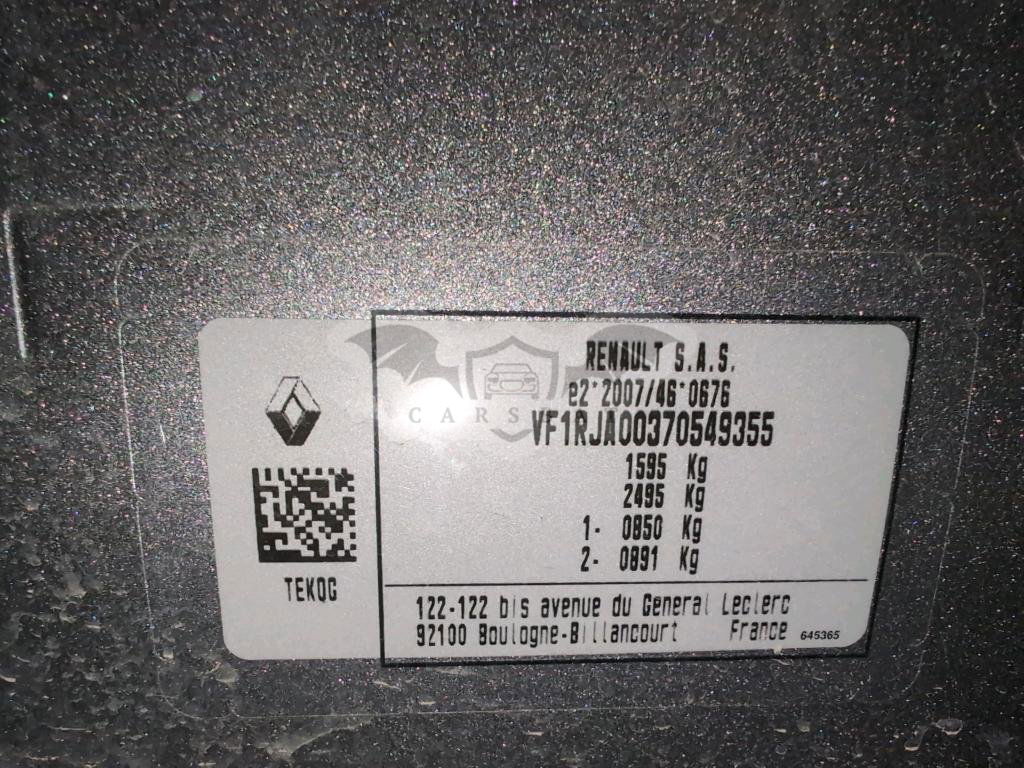 RENAULT S.A.S.
e2*2007/46*0676
VF1RJA00370549355
1595 Kg
2495 Kg
1- 0850 Kg
2- 0891 Kg
TEKQG
122-122 bis avenue du General Leclerc
92100 Boulogne-Billancourt France 645365